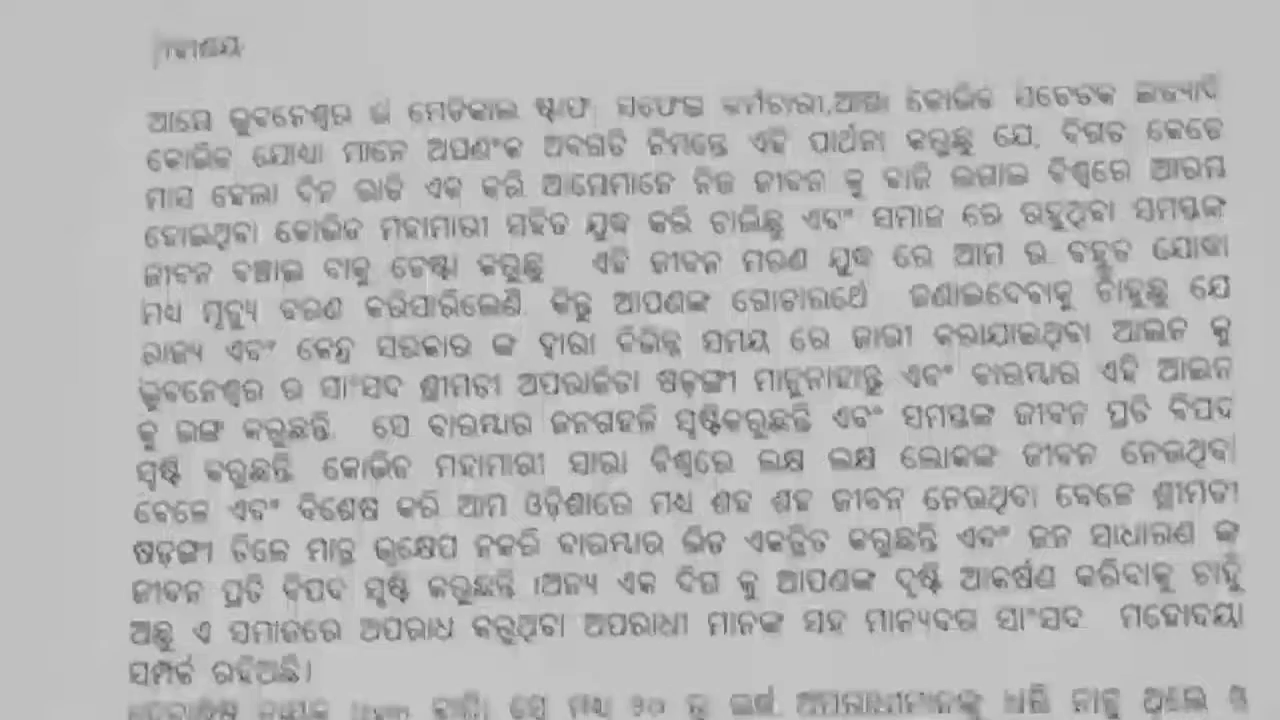 ଆମେ ଭୁବନେଶ୍ୱର ର ମେଡିକାଲ ଷ୍ଟାଫ, ସଫେଇ କର୍ମଚାରୀ, ଆଶା କୋଭିଡ ସଚେତକ ଇତ୍ୟାଦି
କୋଭିଡ ଯୋଦ୍ଧା ମାନେ ଅପଣଂକ ଅବଗତି ନିମନ୍ତେ ଏହି ପାର୍ଥନା କରୁଛୁ ଯେ, ବିଗତ କେତେ
ମାସ ହେଲା ଦିନ ରାତି ଏକ କରି ଆମେମାନେ ନିଜ ଜୀବନ କୁ ବାଜି ଲଗାଇ ବିଶ୍ୱରେ ଆରମ୍ଭ
ହୋଇଥିବା କୋଭିଡ ମହାମାରୀ ସହିତ ଯୁଦ୍ଧ କରି ଚାଲିଛୁ ଏବଂ ସମାଜ ରେ ରହୁଥିବା ସମସ୍ତଙ୍କ
ଜୀବନ ବଞ୍ଚାଇ ବାକୁ ଚେଷ୍ଟା କରୁଛୁ ଏହି ଜୀବନ ମରଣ ଯୁଦ୍ଧ ରେ ଆମ ର ବହୁତ ଯୋଦ୍ଧା
ମଧ୍ୟ ମୃତ୍ୟୁ ବରଣ କରିସାରିଲେଣି. କିନ୍ତୁ ଆପଣଙ୍କ ଗୋଚାରାର୍ଥେ ଜଣାଇଦେବାକୁ ଚାହୁଛୁ ଯେ
ରାଜ୍ୟ ଏବଂ କେନ୍ଦ୍ର ସରକାର ଙ୍କ ଦ୍ୱାରା ବିଭିନ୍ନ ସମୟ ରେ ଜାରୀ କରାଯାଇଥିବା ଆଇନ କୁ
ଭୁବନେଶ୍ୱର ର ସାଂସଦ ଶ୍ରୀମତୀ ଅପରାଜିତା ଷଡ଼ଙ୍ଗୀ ମାନୁନାହାନ୍ତି ଏବଂ ବାରମ୍ବାର ଏହି ଆଇନ
କୁ ଭଙ୍ଗ କରୁଛନ୍ତି. ସେ ବାରମ୍ବାର ଜନଗହଳି ସୃଷ୍ଟିକରୁଛନ୍ତି ଏବଂ ସମସ୍ତଙ୍କ ଜୀବନ ପ୍ରତି ବିପଦ
ସୃଷ୍ଟି କରୁଛନ୍ତି. କୋଭିଡ ମହାମାରୀ ସାରା ବିଶ୍ୱରେ ଲକ୍ଷ ଲକ୍ଷ ଲୋକଙ୍କ ଜୀବନ ନେଉଥିବା
ବେଳେ ଏବଂ ବିଶେଷ କରି ଆମ ଓଡ଼ିଶାରେ ମଧ୍ୟ ଶହ ଶହ ଜୀବନ ନେଉଥିବା ବେଳେ ଶ୍ରୀମତୀ
ଷଡ଼ଙ୍ଗୀ ତିଳେ ମାତ୍ର ଭୃକ୍ଷେପ ନକରି ବାରମ୍ବାର ଭିଡ ଏକତ୍ରିତ କରୁଛନ୍ତି ଏବଂ ଜନ ସାଧାରଣ ଙ୍କ
ଜୀବନ ପ୍ରତି ବିପଦ ସୃଷ୍ଟି କରୁଛନ୍ତି ।ଅନ୍ୟ ଏକ ଦିଗ କୁ ଆପଣଙ୍କ ଦୃଷ୍ଟି ଆକର୍ଷଣ କରିବାକୁ ଚାହୁଁ
ଅଛୁ ଏ ସମାଜରେ ଅପରାଧ କରୁଥିବା ଅପରାଧୀ ମାନଙ୍କ ସହ ମାନ୍ୟବର ସାଂସଦ ମହୋଦୟା
ସମ୍ପର୍କ ରହିଅଛି।